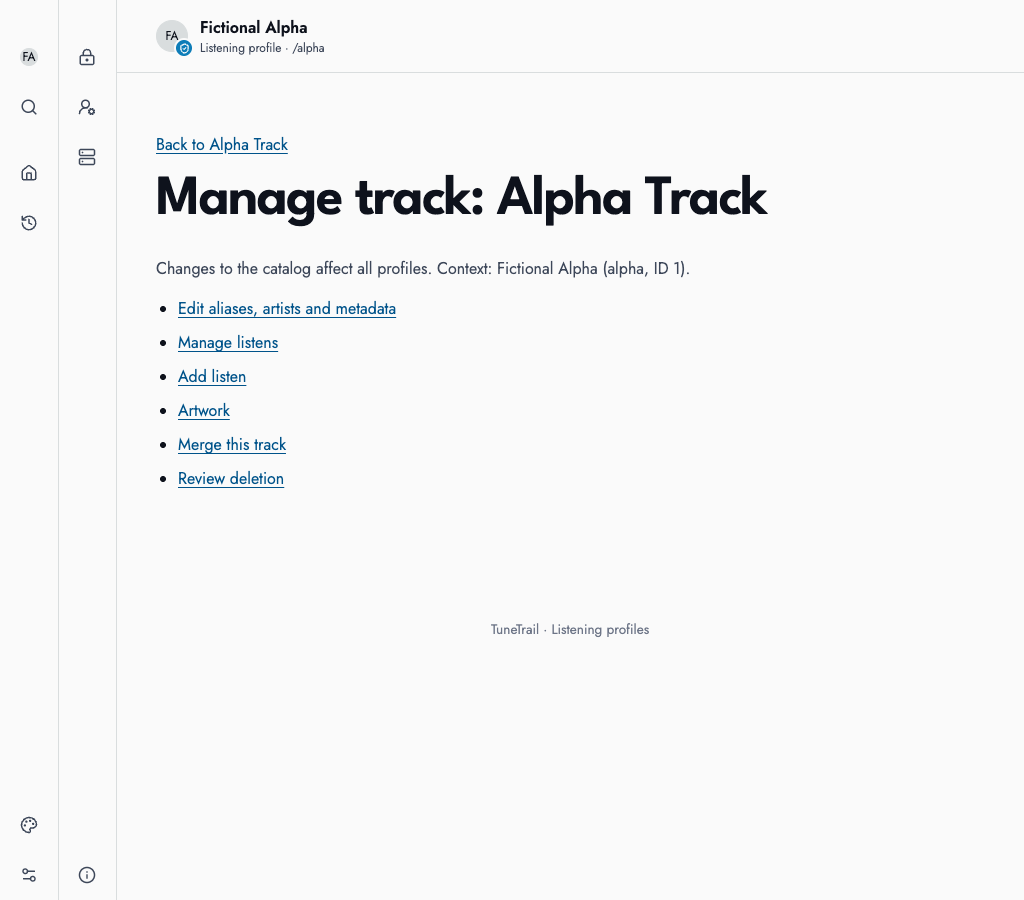 FA
FA
Fictional Alpha
Listening profile · /alpha
Back to Alpha Track
Manage track: Alpha Track
Changes to the catalog affect all profiles. Context: Fictional Alpha (alpha, ID 1).
Edit aliases, artists and metadata
Manage listens
Add listen
Artwork
Merge this track
Review deletion
TuneTrail · Listening profiles